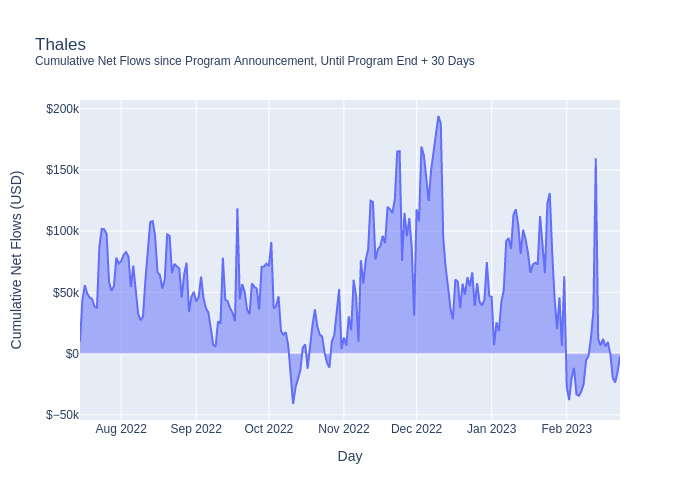 Thales
Cumulative Net Flows since Program Announcement, Until Program End + 30 Days
Cumulative Net Flows (USD)
$200k
$150k
$100k
$50k
$0
$−50k
Aug 2022
Sep 2022
Oct 2022
Nov 2022
Dec 2022
Jan 2023
Feb 2023
Day